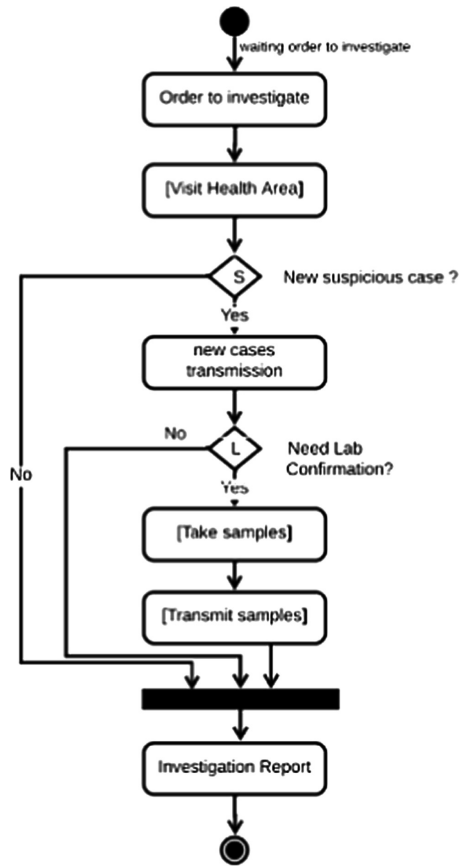 waiting order to investigate
Order to investigate
[Visit Health Area]
S
New suspicious case ?
Yes
new cases
transmission
No
L
Need Lab
Confirmation?
No
Yes
[Take samples]
[Transmit samples]
Investigation Report